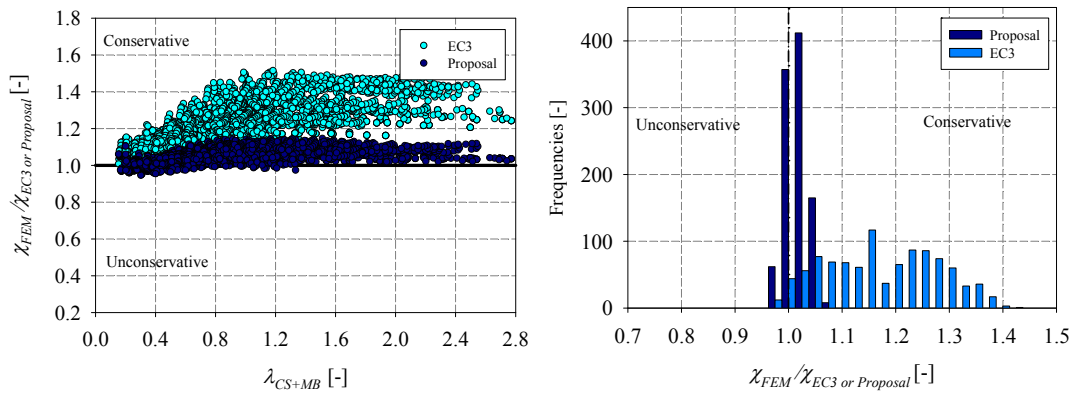 1.8
1.6
1.4
1.2
1.0
0.8
0.6
0.4
0.2
χFEM/χEC3 or Proposal [-]
Conservative
EC3
Proposal
Unconservative
0.0 0.4 0.8 1.2 1.6 2.0 2.4 2.8
λCS+MB [-]
400
300
200
100
0
Frequencies [-]
Proposal
EC3
Unconservative
Conservative
0.7 0.8 0.9 1.0 1.1 1.2 1.3 1.4 1.5
χFEM/χEC3 or Proposal [-]